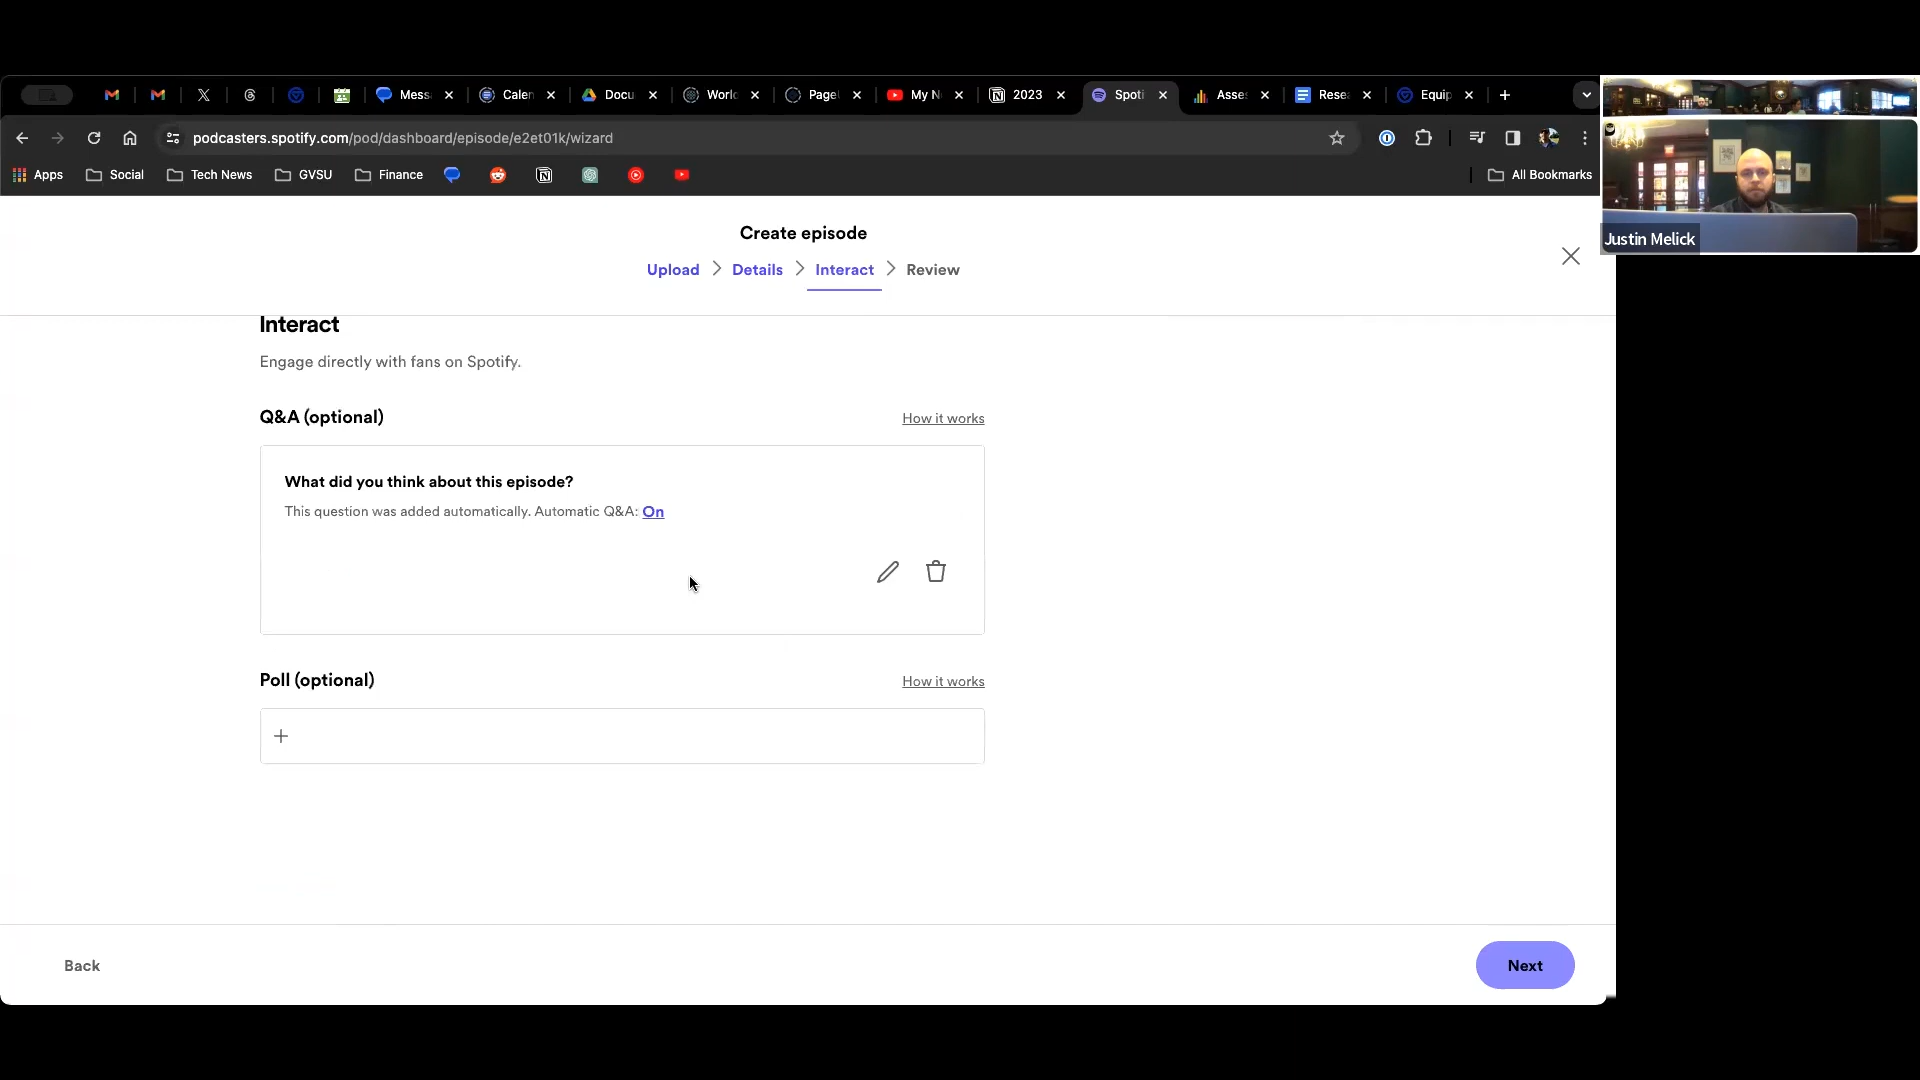 Mess
Calen
Docu
Worl
Page
My N
2023
Spoti
Asse
Rese
Equip
podcasters.spotify.com/pod/dashboard/episode/e2et01k/wizard
Apps
Social
Tech News
GVSU
Finance
All Bookmarks
Justin Melick
Create episode
Upload
Details
Interact
Review
Interact
Engage directly with fans on Spotify.
Q&A (optional)
How it works
What did you think about this episode?
This question was added automatically. Automatic Q&A: On
Poll (optional)
How it works
Back
Next